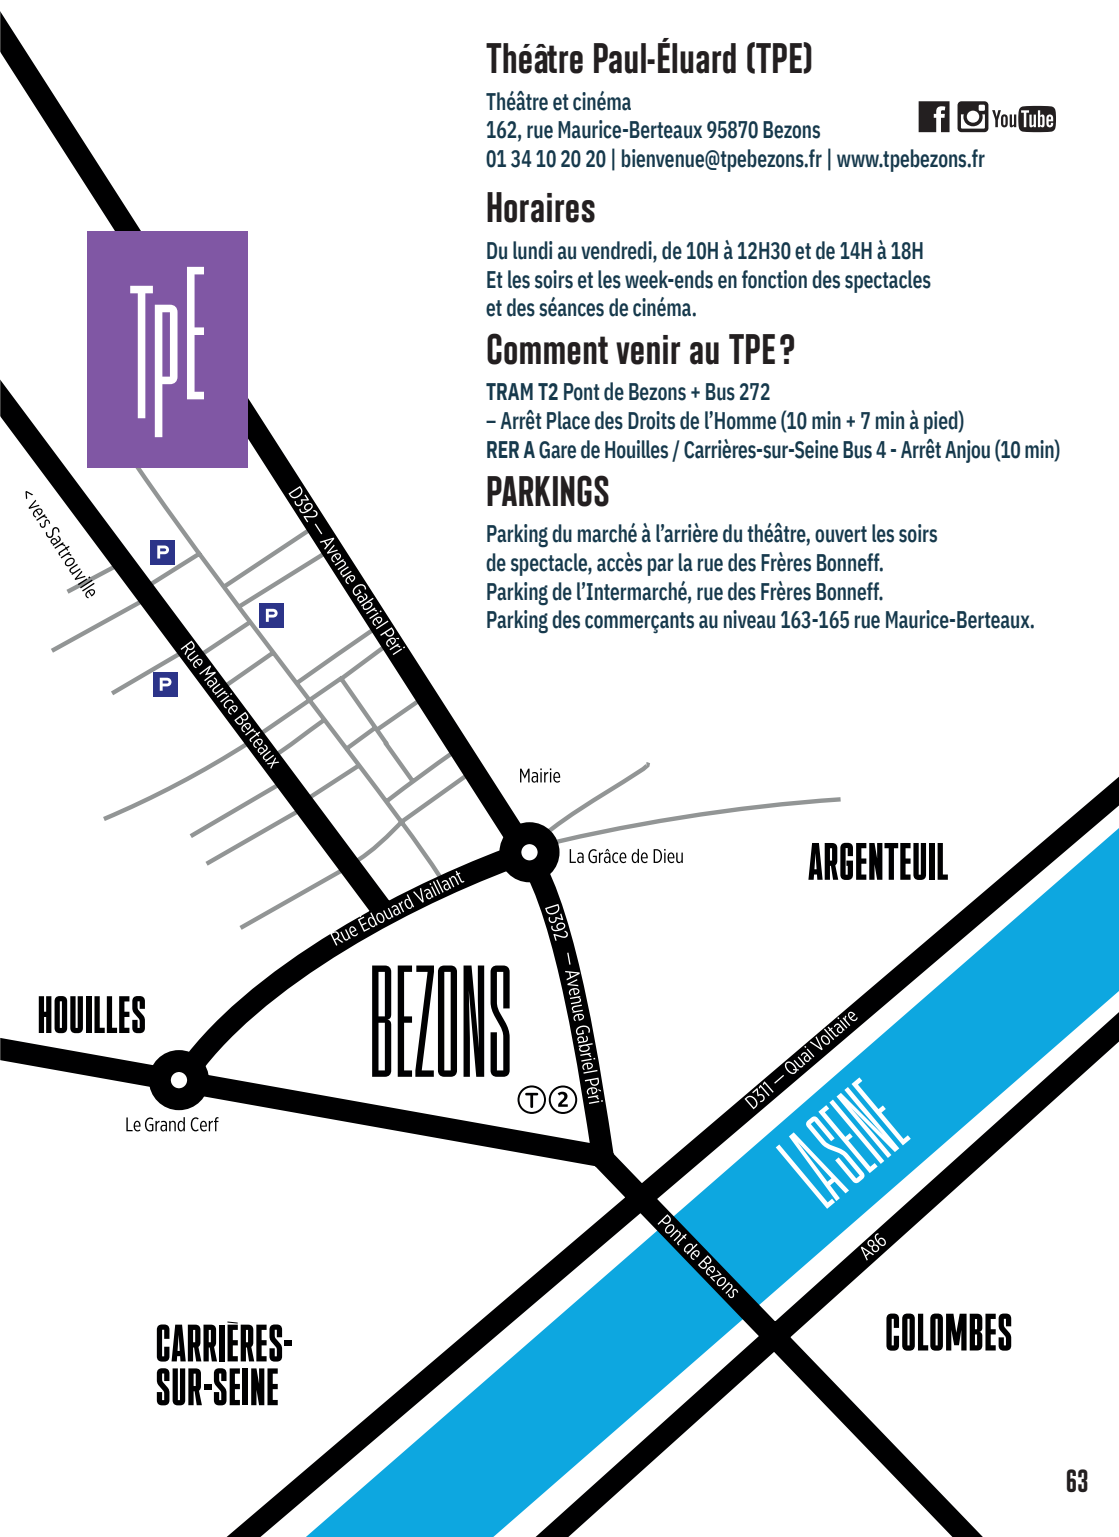 Théâtre Paul-Éluard (TPE)
Théâtre et cinéma
162, rue Maurice-Berteaux 95870 Bezons
01 34 10 20 20 | bienvenue@tpebezons.fr | www.tpebezons.fr
f
You Tube
Horaires
Du lundi au vendredi, de 10H à 12H30 et de 14H à 18H
Et les soirs et les week-ends en fonction des spectacles
et des séances de cinéma.
Comment venir au TPE ?
TRAM T2 Pont de Bezons + Bus 272
– Arrêt Place des Droits de l'Homme (10 min + 7 min à pied)
RER A Gare de Houilles / Carrières-sur-Seine Bus 4 - Arrêt Anjou (10 min)
PARKINGS
Parking du marché à l'arrière du théâtre, ouvert les soirs
de spectacle, accès par la rue des Frères Bonneff.
Parking de l'Intermarché, rue des Frères Bonneff.
Parking des commerçants au niveau 163-165 rue Maurice-Berteaux.
TPE
< vers Sartrouville
D392 – Avenue Gabriel Péri
P
P
P
Rue Maurice Berteaux
Mairie
La Grâce de Dieu
ARGENTEUIL
Rue Édouard Vaillant
D392 – Avenue Gabriel Péri
BEZONS
HOUILLES
Le Grand Cerf
T 2
D311 – Quai Voltaire
LA SEINE
Pont de Bezons
A86
COLOMBES
CARRIÈRES-
SUR-SEINE
63